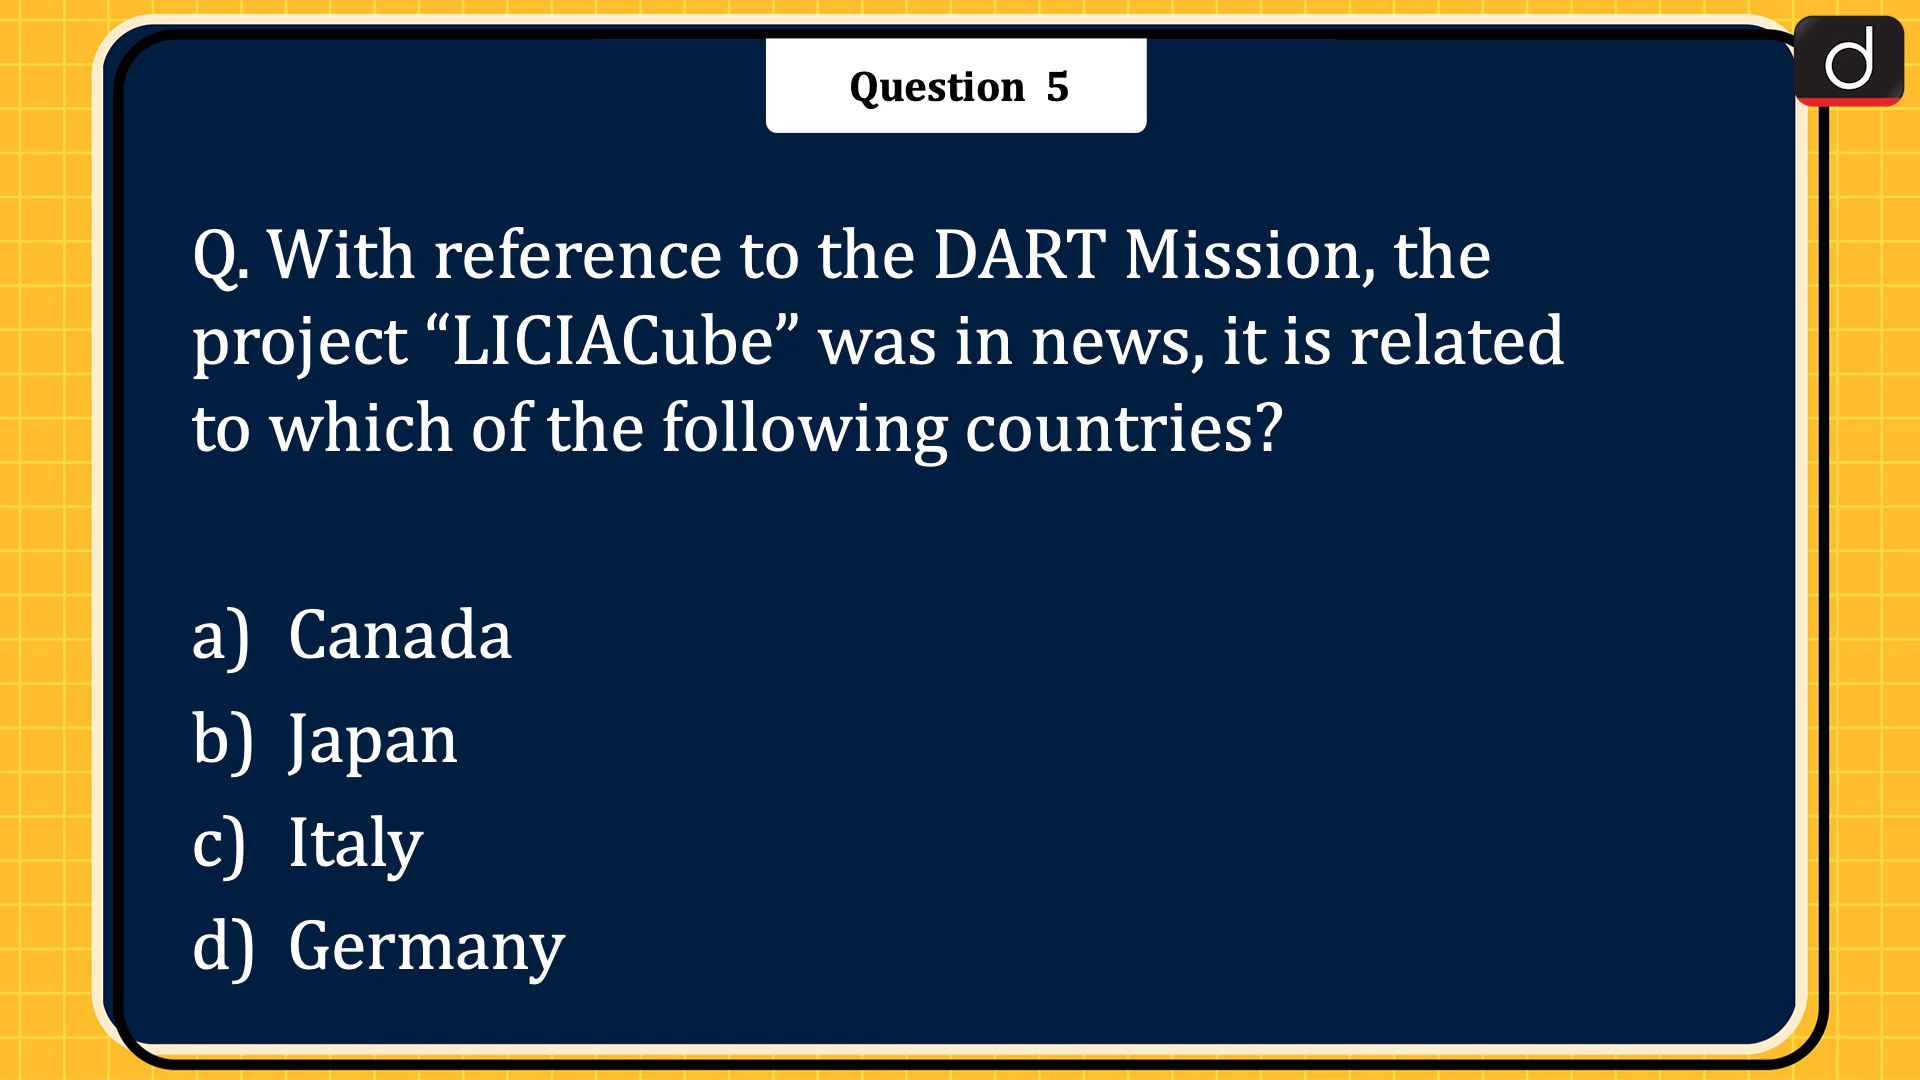 Question 5
d
Q. With reference to the DART Mission, the
project “LICIACube” was in news, it is related
to which of the following countries?
a) Canada
b) Japan
c) Italy
d) Germany